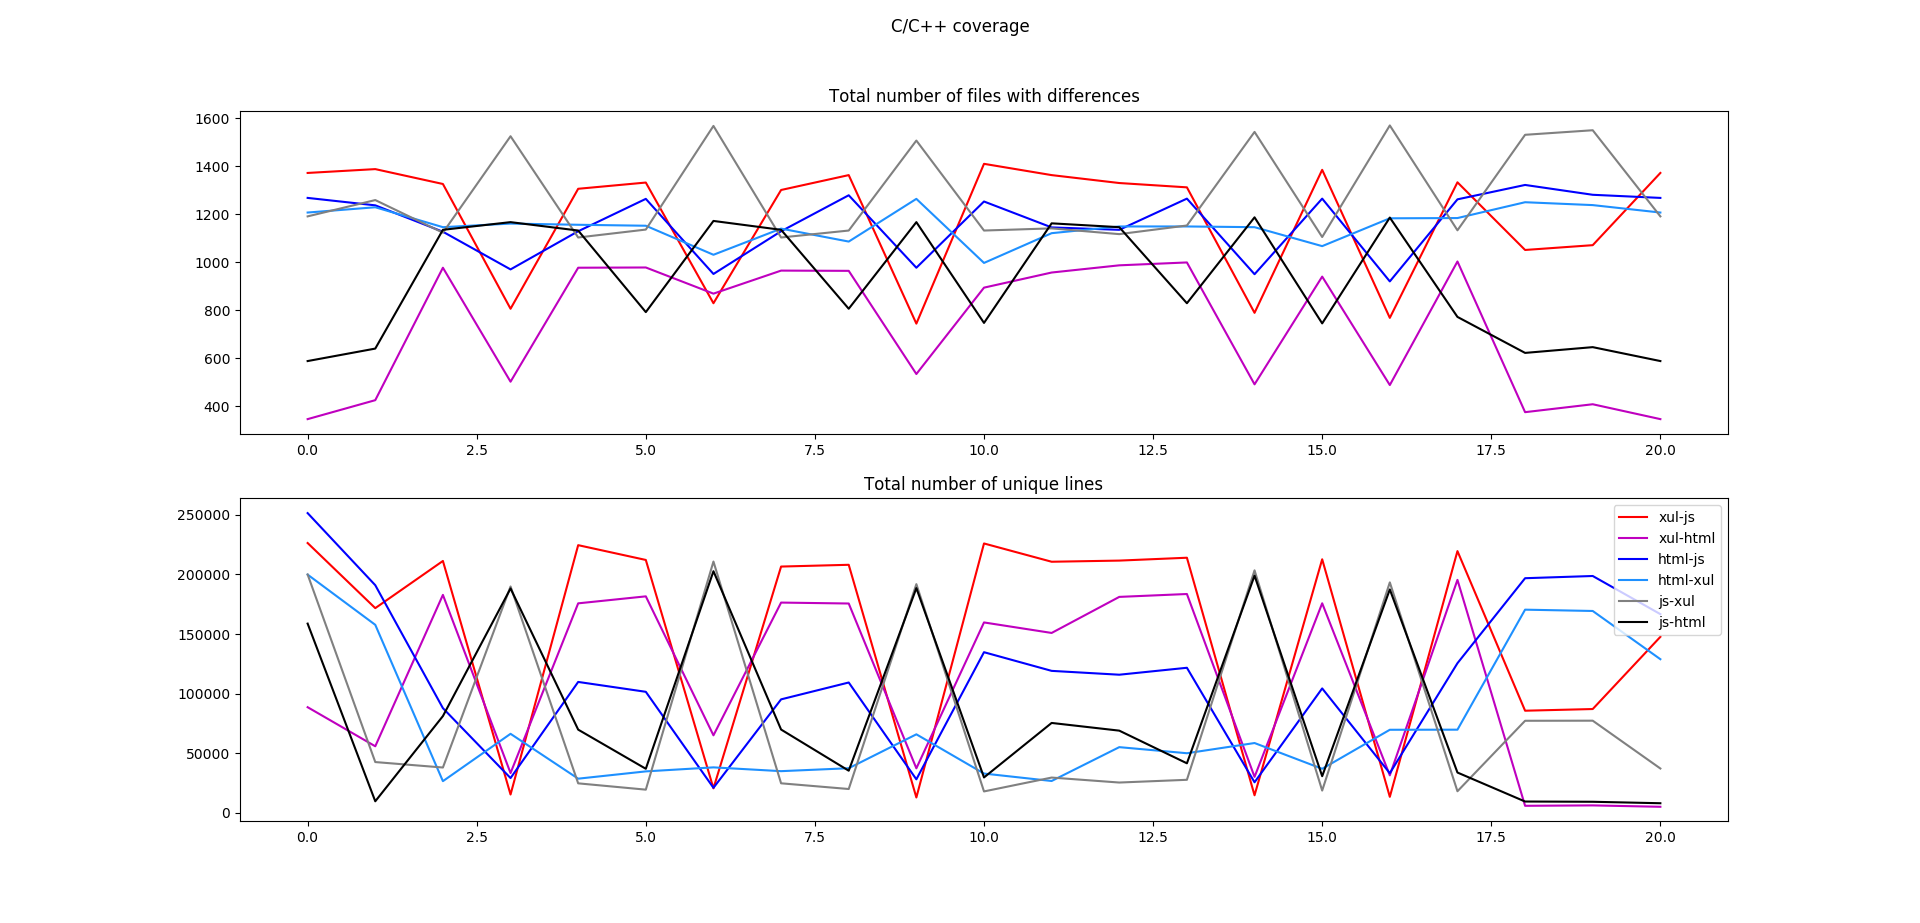 C/C++ coverage
Total number of files with differences
1600
1400
1200
1000
800
600
400
0.0 2.5 5.0 7.5 10.0 12.5 15.0 17.5 20.0
Total number of unique lines
250000
200000
150000
100000
50000
0
xul-js
xul-html
html-js
html-xul
js-xul
js-html
0.0 2.5 5.0 7.5 10.0 12.5 15.0 17.5 20.0